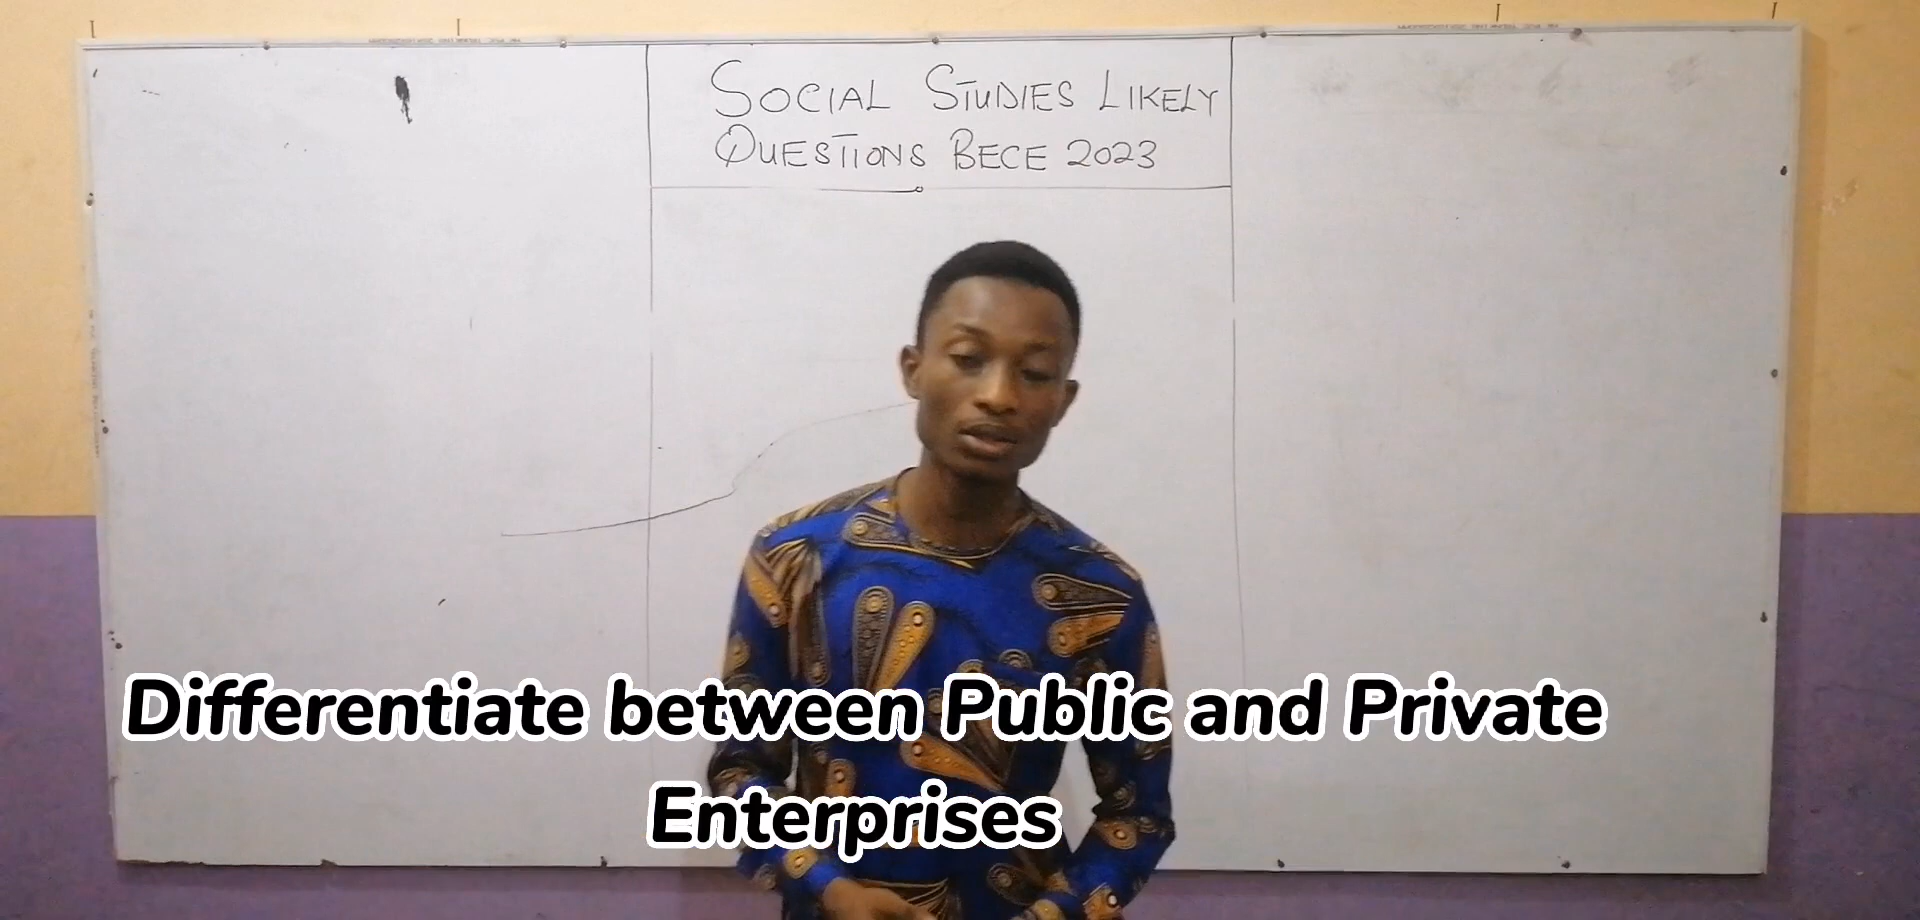 SOCIAL STUDIES LIKELY
QUESTIONS BECE 2023
Differentiate between Public and Private
Enterprises